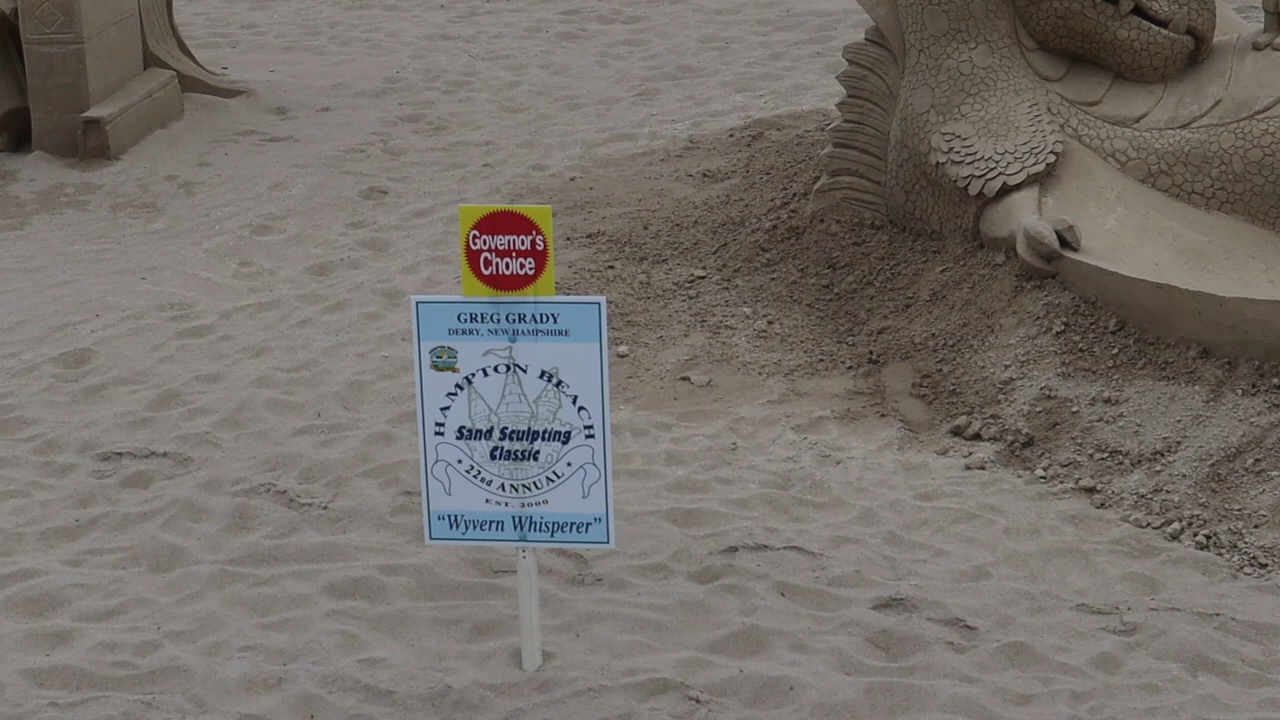 Governor's
Choice
GREG GRADY
DERRY, NEW HAMPSHIRE
HAMPTON BEACH
Sand Sculpting
Classic
★ 22nd ANNUAL ★
EST. 2000
"Wyvern Whisperer"